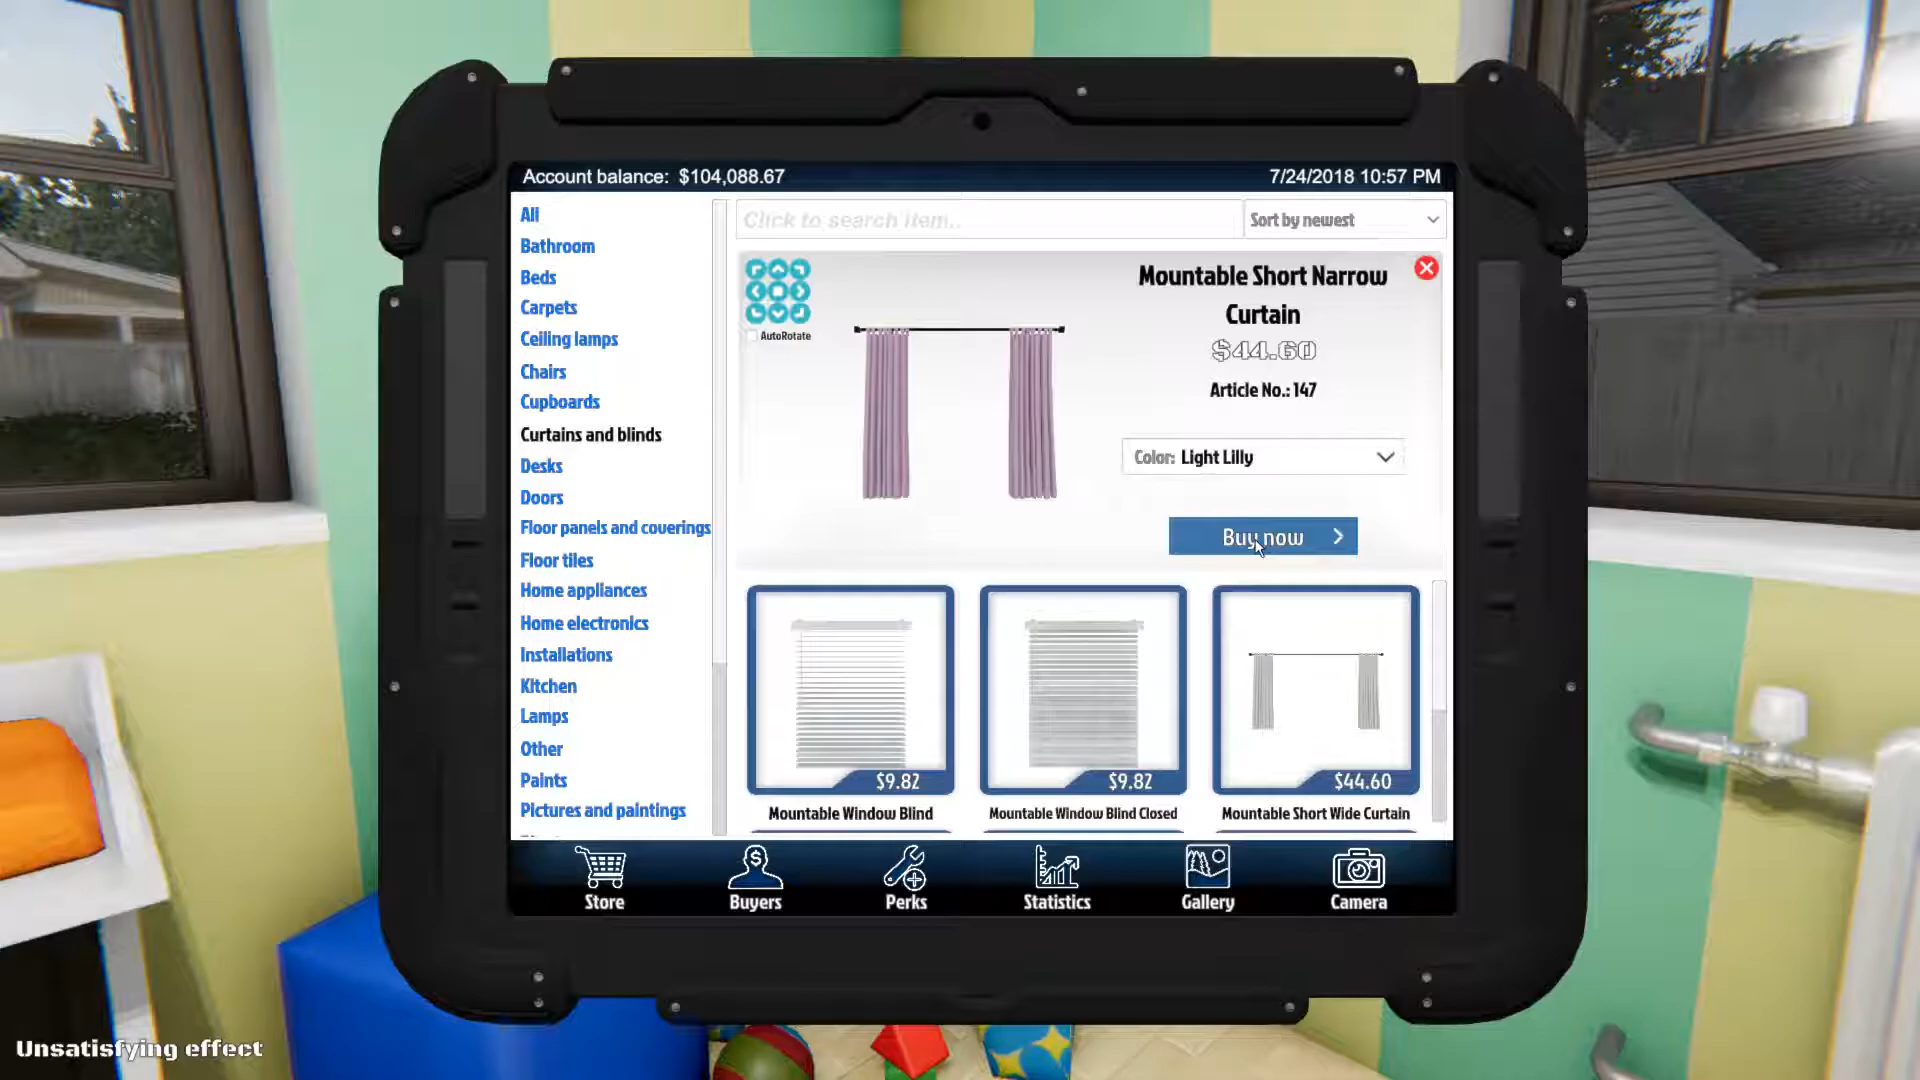 Account balance: $104,088.67
7/24/2018 10:57 PM
All
Bathroom
Beds
Carpets
Ceiling lamps
Chairs
Cupboards
Curtains and blinds
Desks
Doors
Floor panels and coverings
Floor tiles
Home appliances
Home electronics
Installations
Kitchen
Lamps
Other
Paints
Pictures and paintings
Click to search item..
Sort by newest
AutoRotate
Mountable Short Narrow
Curtain
$44.60
Article No.: 147
Color: Light Lilly
Buy now
$9.82
$9.82
$44.60
Mountable Window Blind
Mountable Window Blind Closed
Mountable Short Wide Curtain
Store
Buyers
Perks
Statistics
Gallery
Camera
Unsatisfying effect